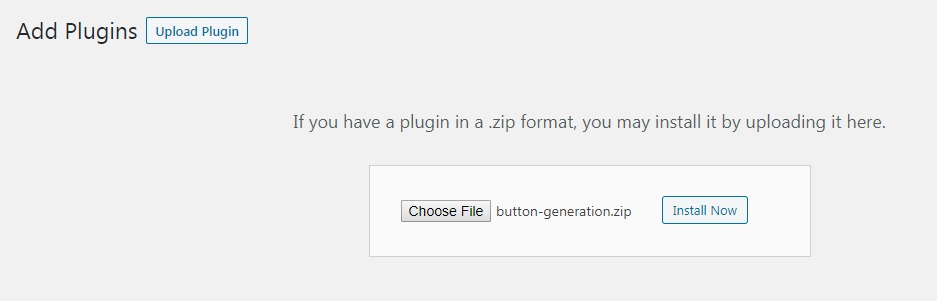 Add Plugins Upload Plugin
If you have a plugin in a .zip format, you may install it by uploading it here.
Choose File button-generation.zip Install Now